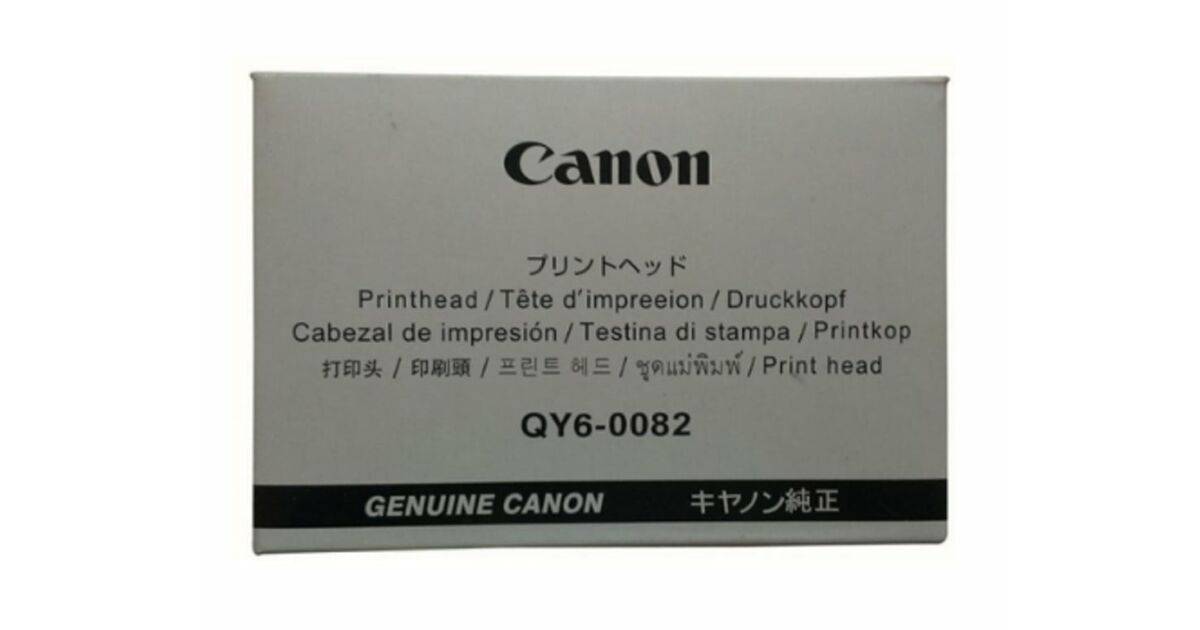 Canon
プリントヘッド
Printhead / Tête d'impreeion / Druckkopf
Cabezal de impresión / Testina di stampa / Printkop
打印头 / 印刷頭 / 프린트 헤드 / ชุดแม่พิมพ์ / Print head
QY6-0082
GENUINE CANON キヤノン純正